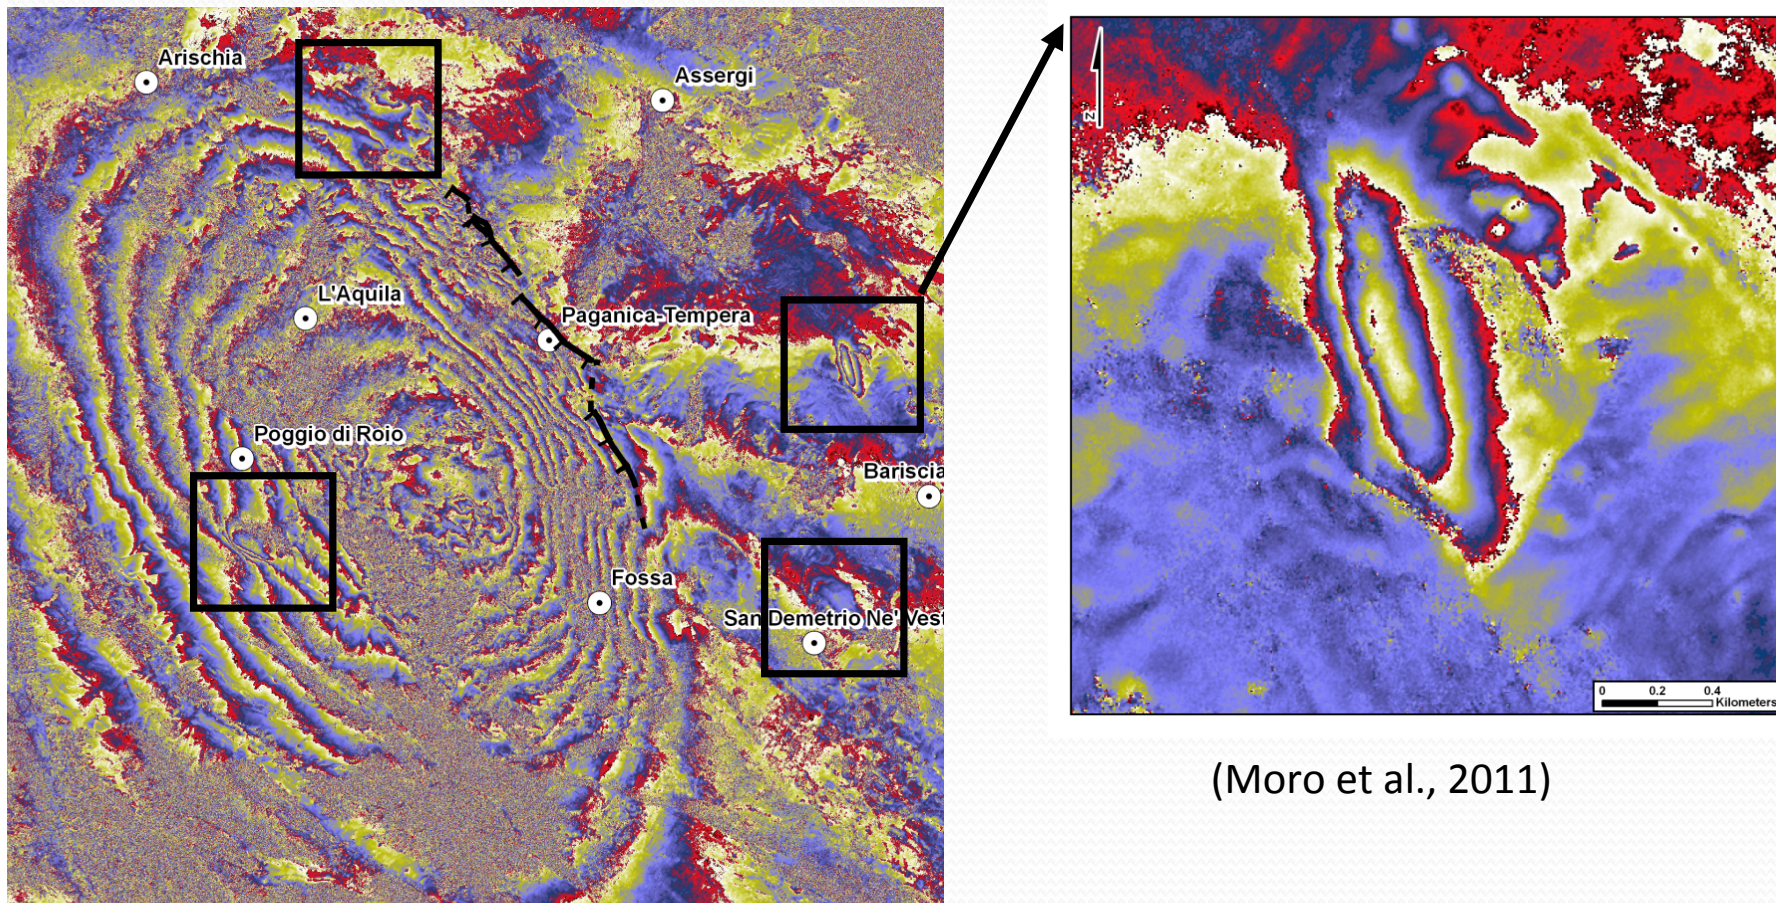 Arischia
Assergi
L'Aquila
Paganica-Tempera
Poggio di Roio
Bariscia
Fossa
San Demetrio Ne' Vest
N
0 0.2 0.4
Kilometers
(Moro et al., 2011)